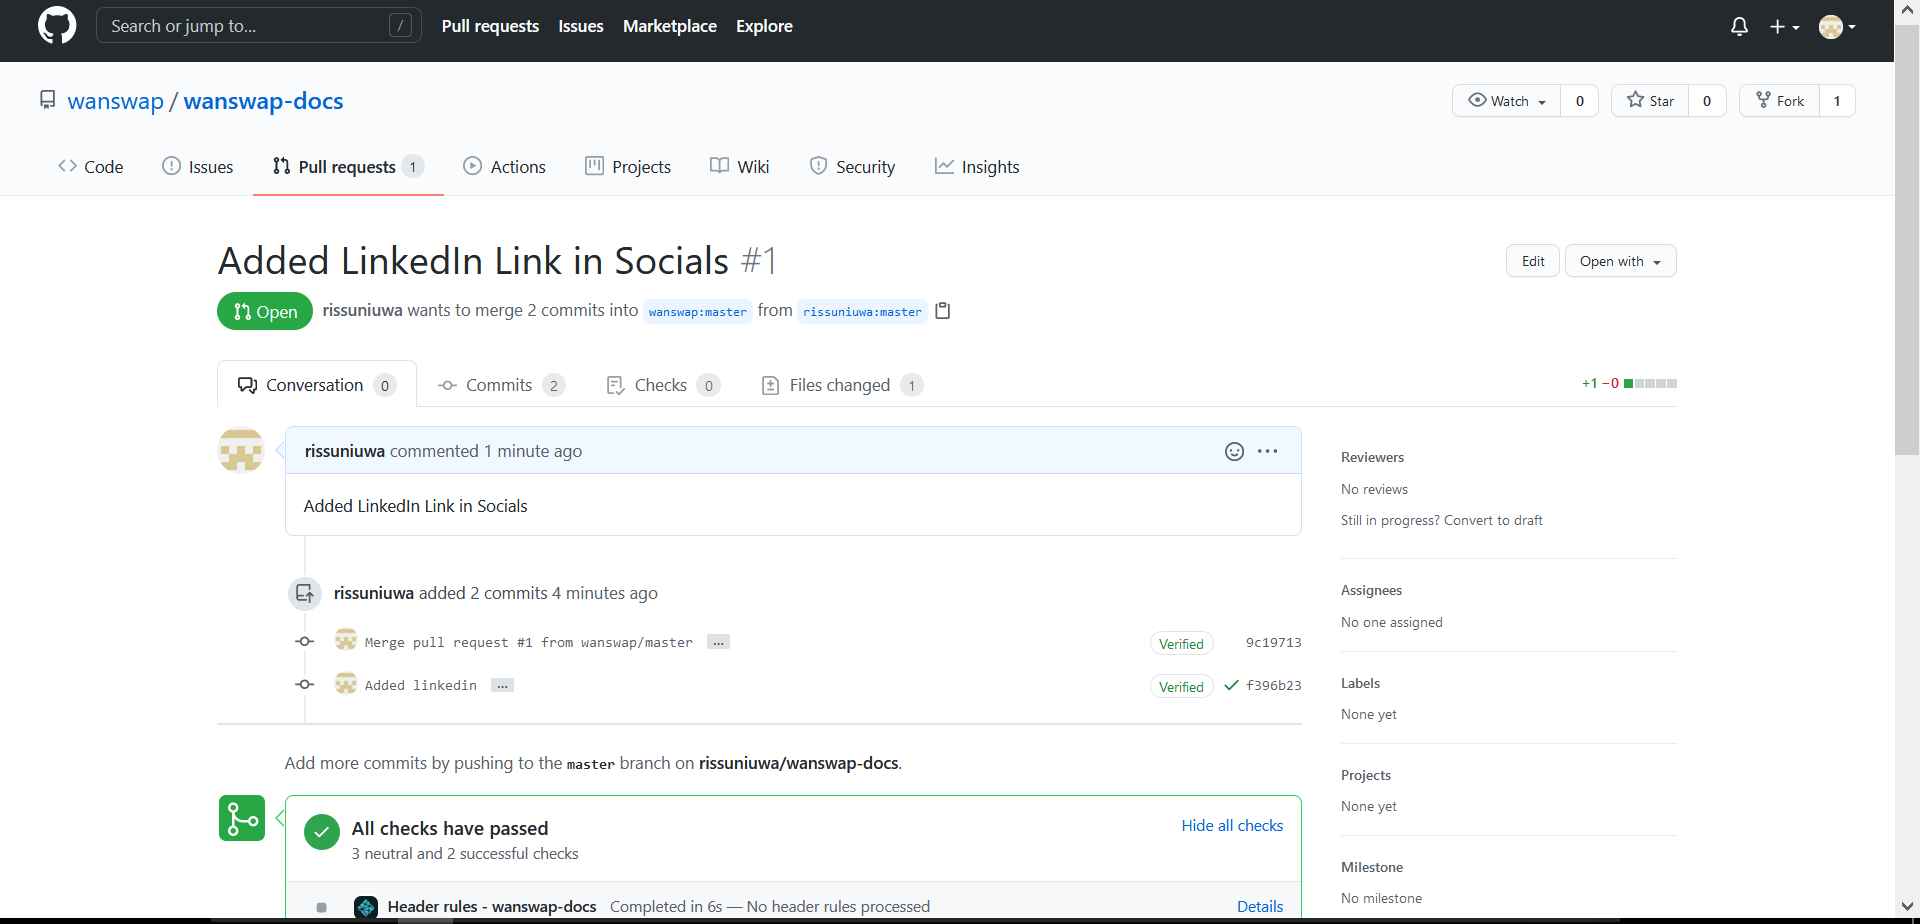 Search or jump to... /
Pull requests Issues Marketplace Explore
wanswap / wanswap-docs
Watch 0 Star 0 Fork 1
Code Issues Pull requests 1 Actions Projects Wiki Security Insights
Added LinkedIn Link in Socials #1
Edit Open with
Open rissuniuwa wants to merge 2 commits into wanswap:master from rissuniuwa:master
Conversation 0 Commits 2 Checks 0 Files changed 1
+1 −0
rissuniuwa commented 1 minute ago
Added LinkedIn Link in Socials
rissuniuwa added 2 commits 4 minutes ago
Merge pull request #1 from wanswap/master ... Verified 9c19713
Added linkedin ... Verified f396b23
Add more commits by pushing to the master branch on rissuniuwa/wanswap-docs.
All checks have passed
Hide all checks
3 neutral and 2 successful checks
Header rules - wanswap-docs Completed in 6s — No header rules processed Details
Reviewers
No reviews
Still in progress? Convert to draft
Assignees
No one assigned
Labels
None yet
Projects
None yet
Milestone
No milestone